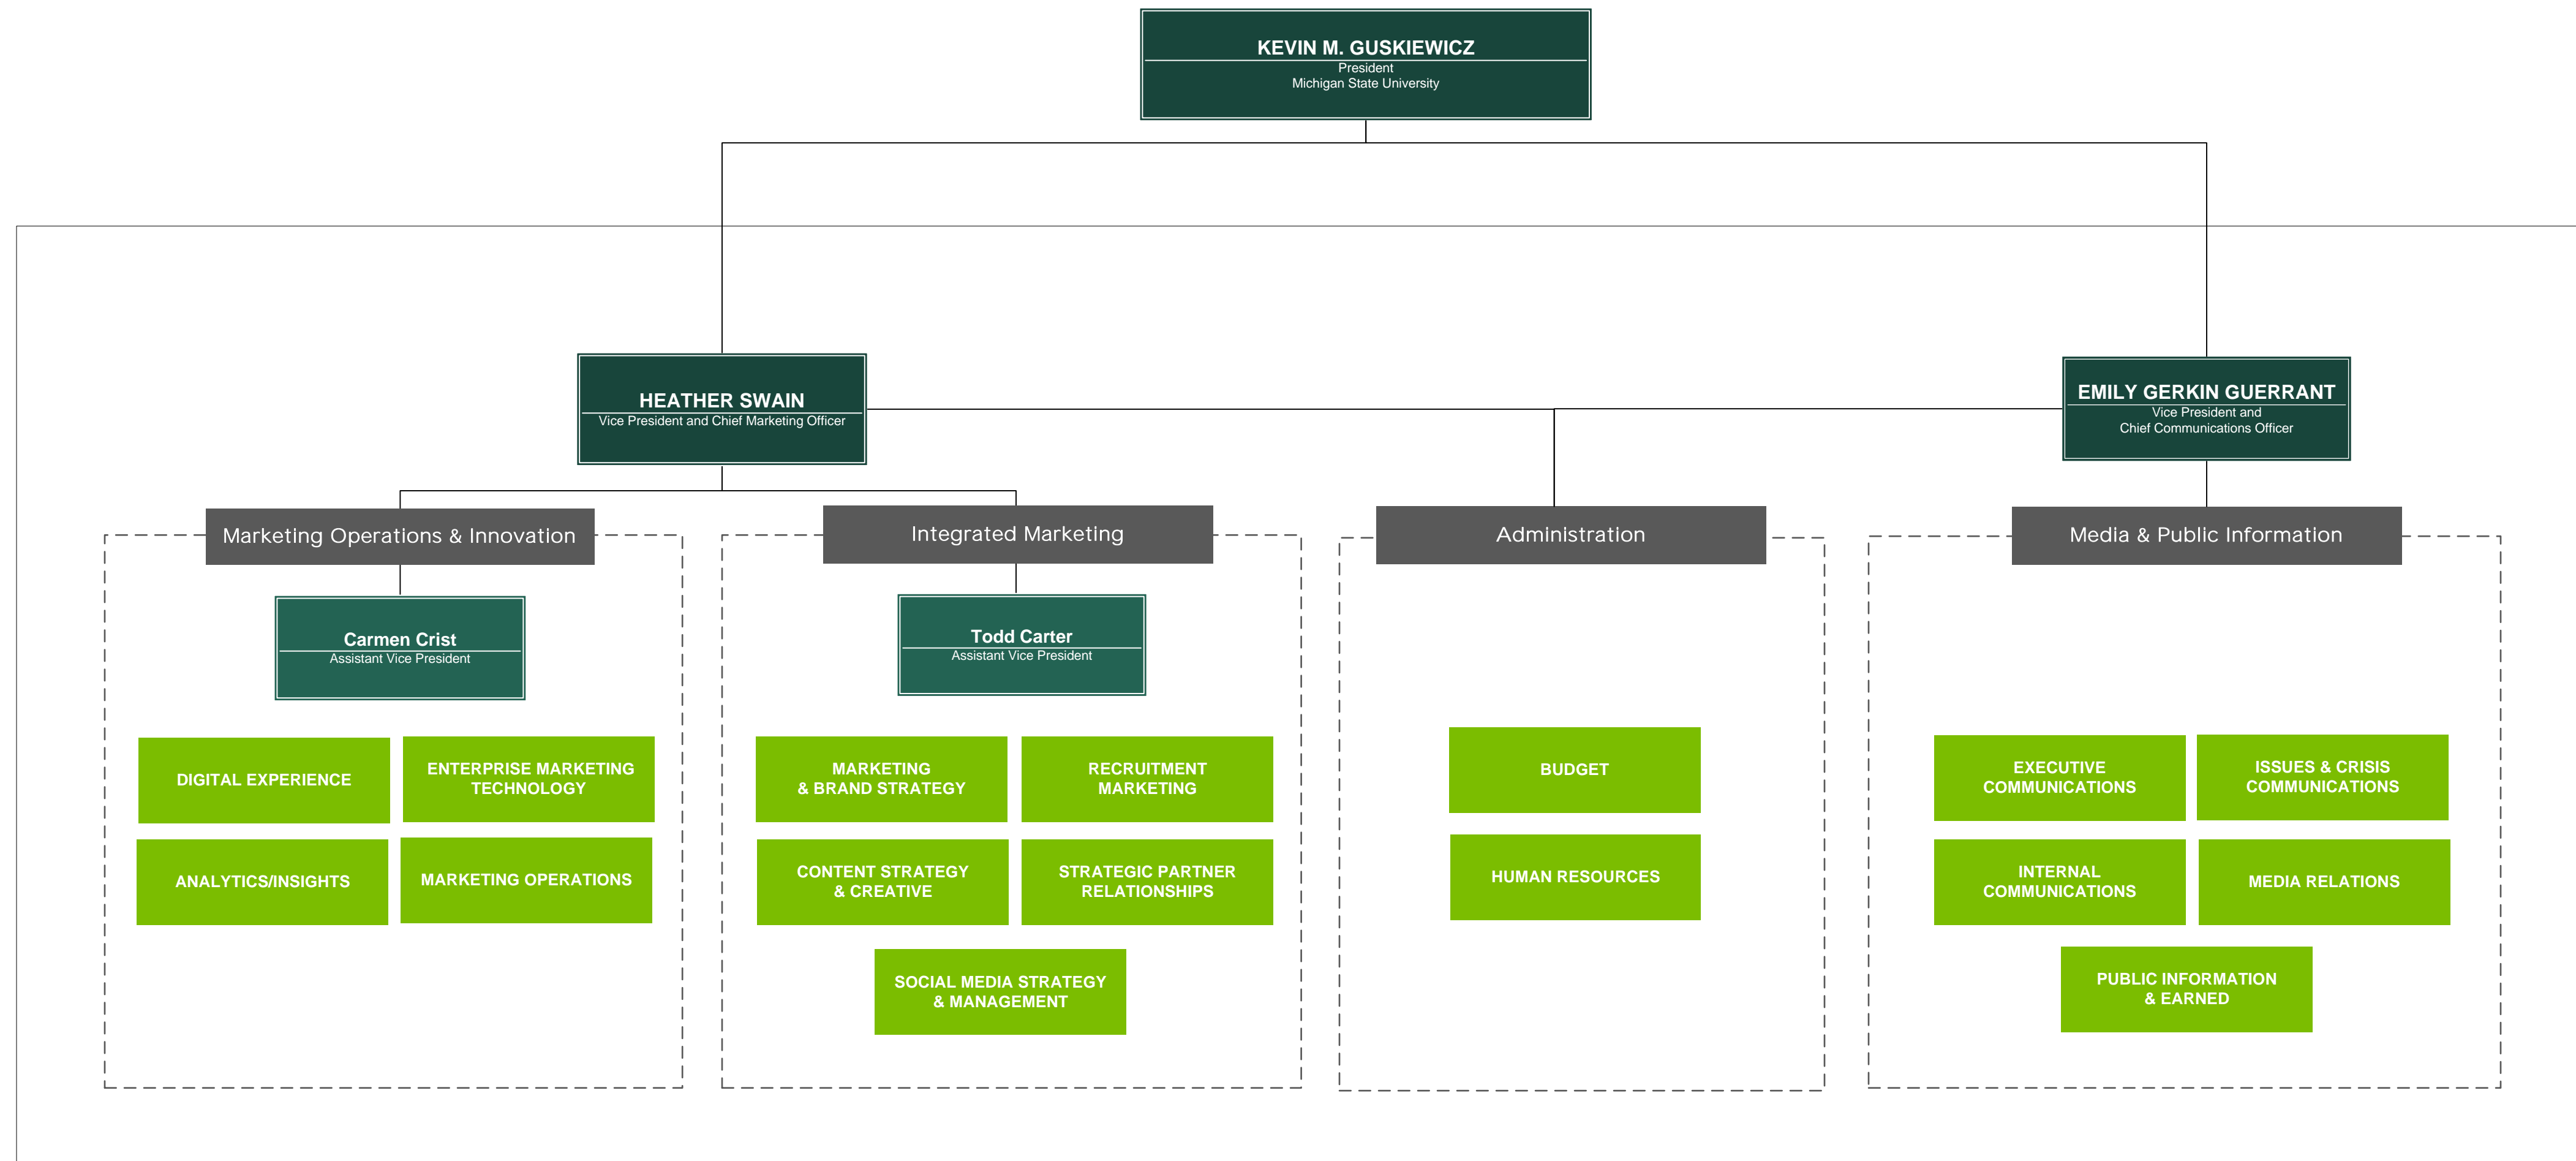 KEVIN M. GUSKIEWICZ
President
Michigan State University
HEATHER SWAIN
Vice President and Chief Marketing Officer
EMILY GERKIN GUERRANT
Vice President and
Chief Communications Officer
Marketing Operations & Innovation
Carmen Crist
Assistant Vice President
DIGITAL EXPERIENCE
ENTERPRISE MARKETING
TECHNOLOGY
ANALYTICS/INSIGHTS
MARKETING OPERATIONS
Integrated Marketing
Todd Carter
Assistant Vice President
MARKETING
& BRAND STRATEGY
RECRUITMENT
MARKETING
CONTENT STRATEGY
& CREATIVE
STRATEGIC PARTNER
RELATIONSHIPS
SOCIAL MEDIA STRATEGY
& MANAGEMENT
Administration
BUDGET
HUMAN RESOURCES
Media & Public Information
EXECUTIVE
COMMUNICATIONS
ISSUES & CRISIS
COMMUNICATIONS
INTERNAL
COMMUNICATIONS
MEDIA RELATIONS
PUBLIC INFORMATION
& EARNED